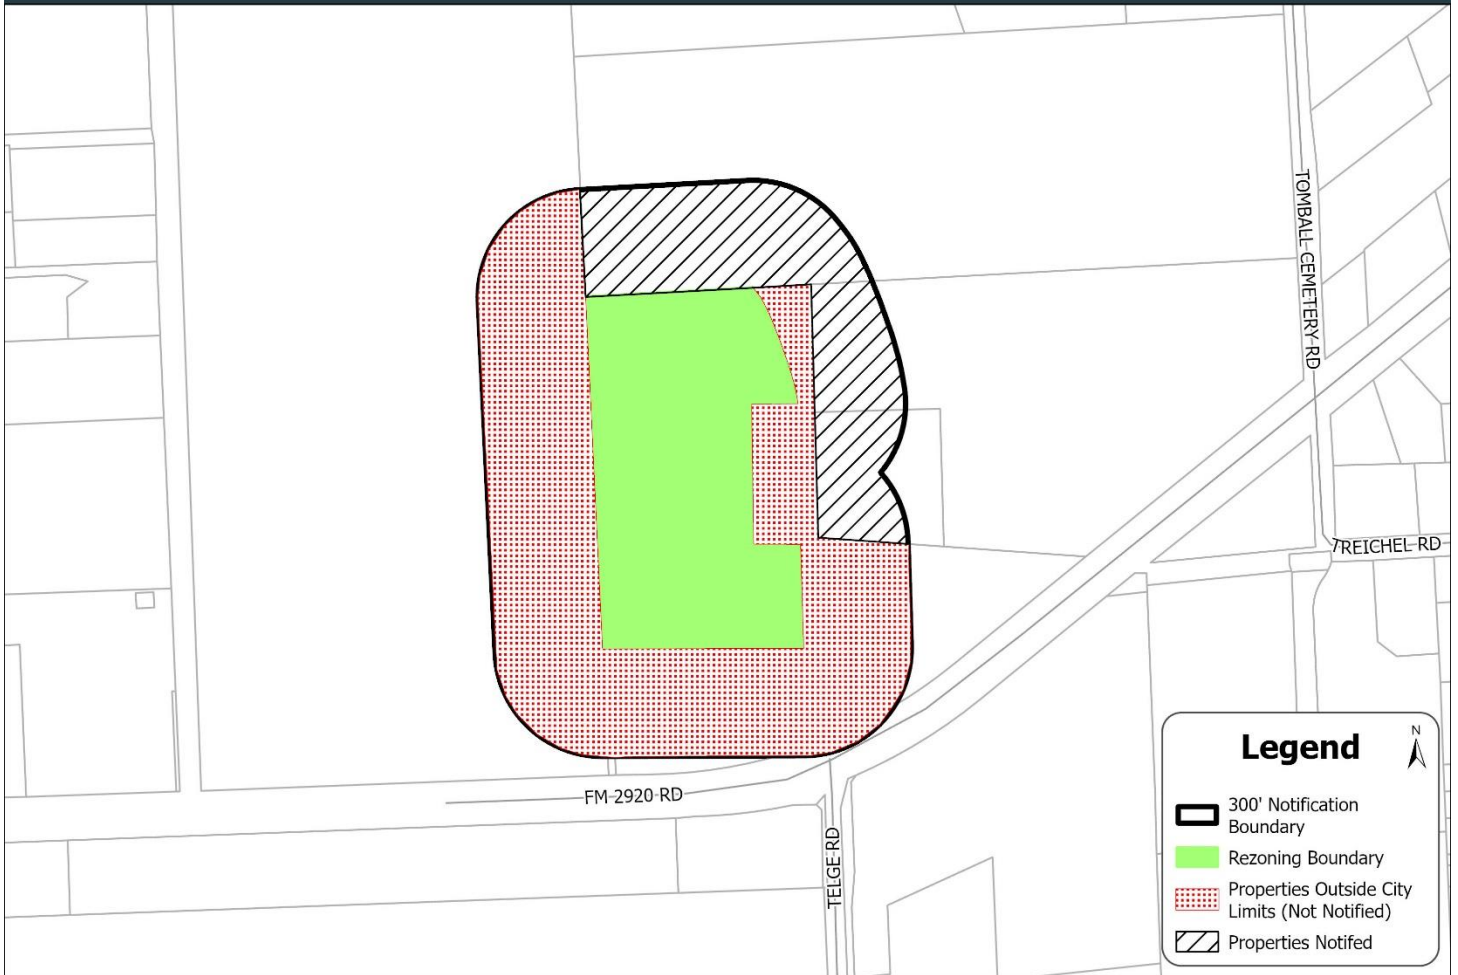 TOMBALL CEMETERY RD
TREICHEL RD
FM 2920 RD
TELGE RD
Legend
N
300' Notification
Boundary
Rezoning Boundary
Properties Outside City
Limits (Not Notified)
Properties Notifed